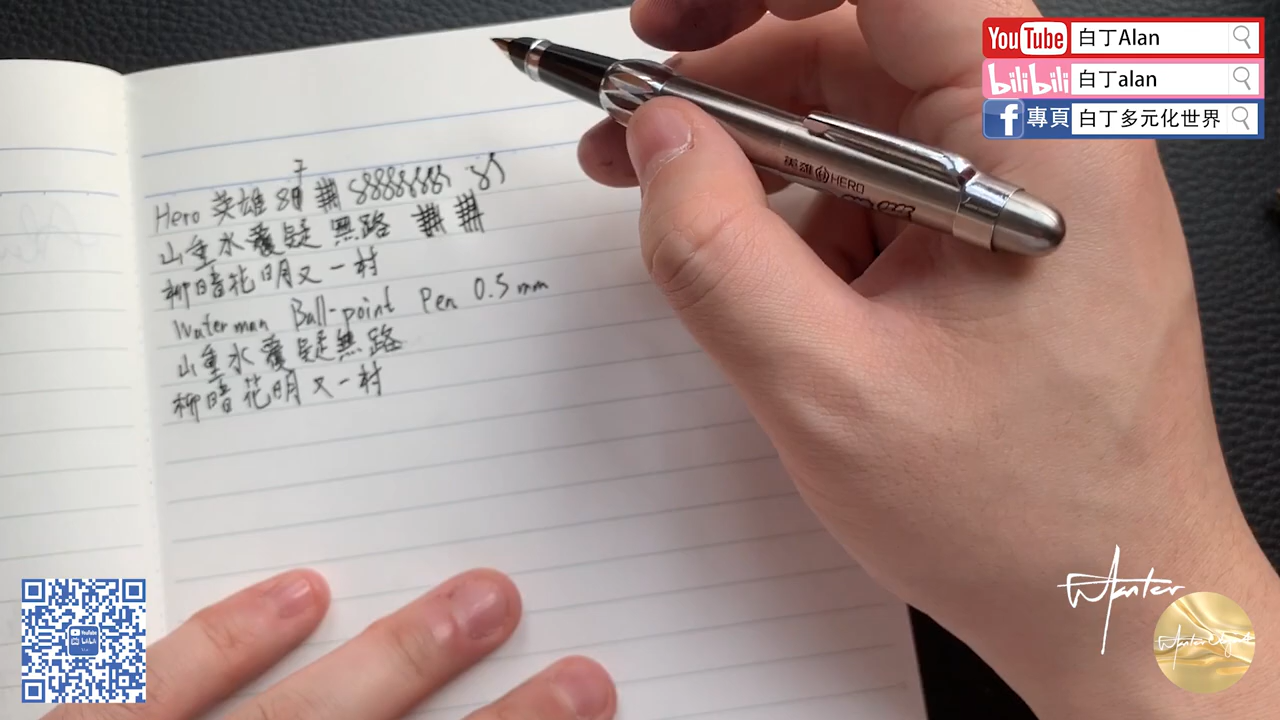 YouTube 白丁Alan
bilibili 白丁alan
f 專頁 白丁多元化世界
英雄 HERO
Hero 英雄
山重水覆疑無路
柳暗花明又一村
Waterman Ball-point Pen 0.5mm
山重水覆疑無路
柳暗花明又一村